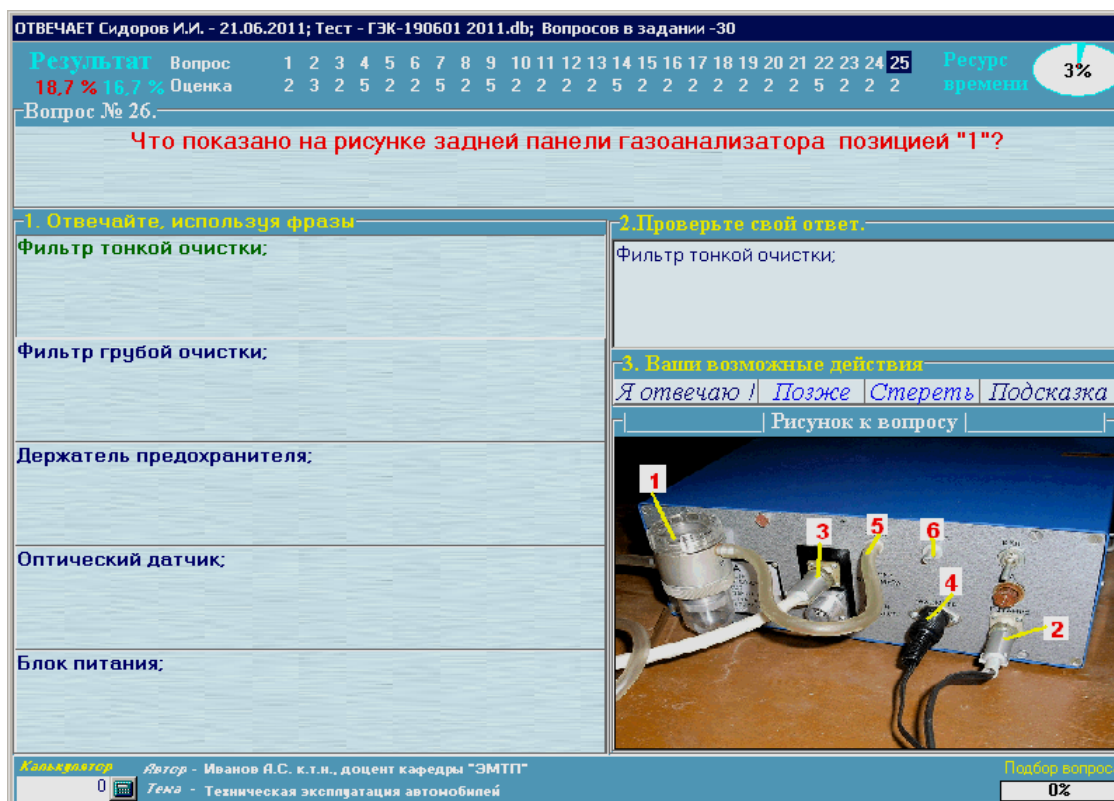 ОТВЕЧАЕТ Сидоров И.И. - 21.06.2011; Тест - ГЭК-190601 2011.db; Вопросов в задании -30
Результат Вопрос 1 2 3 4 5 6 7 8 9 10 11 12 13 14 15 16 17 18 19 20 21 22 23 24 25 Ресурс
18,7 % 16,7 % Оценка 2 3 2 5 2 2 5 2 5 2 2 2 2 5 2 2 2 2 2 2 2 5 2 2 2 времени 3%
Вопрос № 26.
Что показано на рисунке задней панели газоанализатора позицией "1"?
1. Отвечайте, используя фразы
Фильтр тонкой очистки;
Фильтр грубой очистки;
Держатель предохранителя;
Оптический датчик;
Блок питания;
2.Проверьте свой ответ.
Фильтр тонкой очистки;
3. Ваши возможные действия
Я отвечаю ! Позже Стереть Подсказка
Рисунок к вопросу
1
3
5
6
4
2
Калькулятор Автор - Иванов А.С. к.т.н., доцент кафедры "ЭМТП" Подбор вопроса
0 Тема - Техническая эксплуатация автомобилей 0%